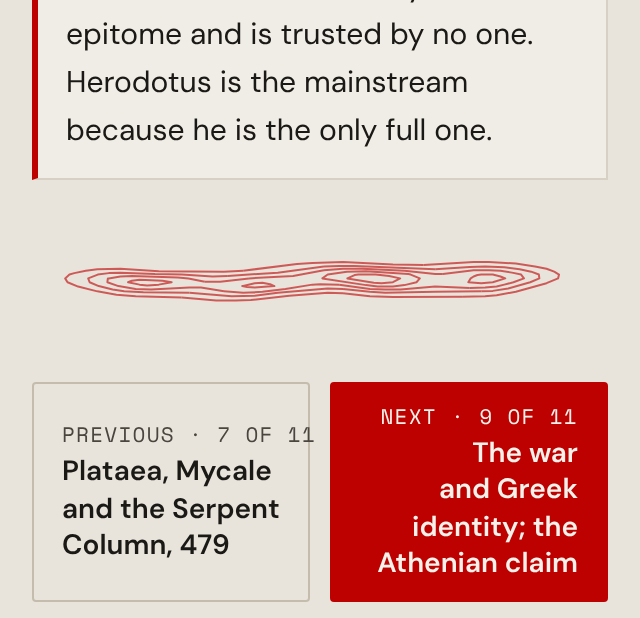 epitome and is trusted by no one.
Herodotus is the mainstream
because he is the only full one.
PREVIOUS · 7 OF 11
Plataea, Mycale
and the Serpent
Column, 479
NEXT · 9 OF 11
The war
and Greek
identity; the
Athenian claim